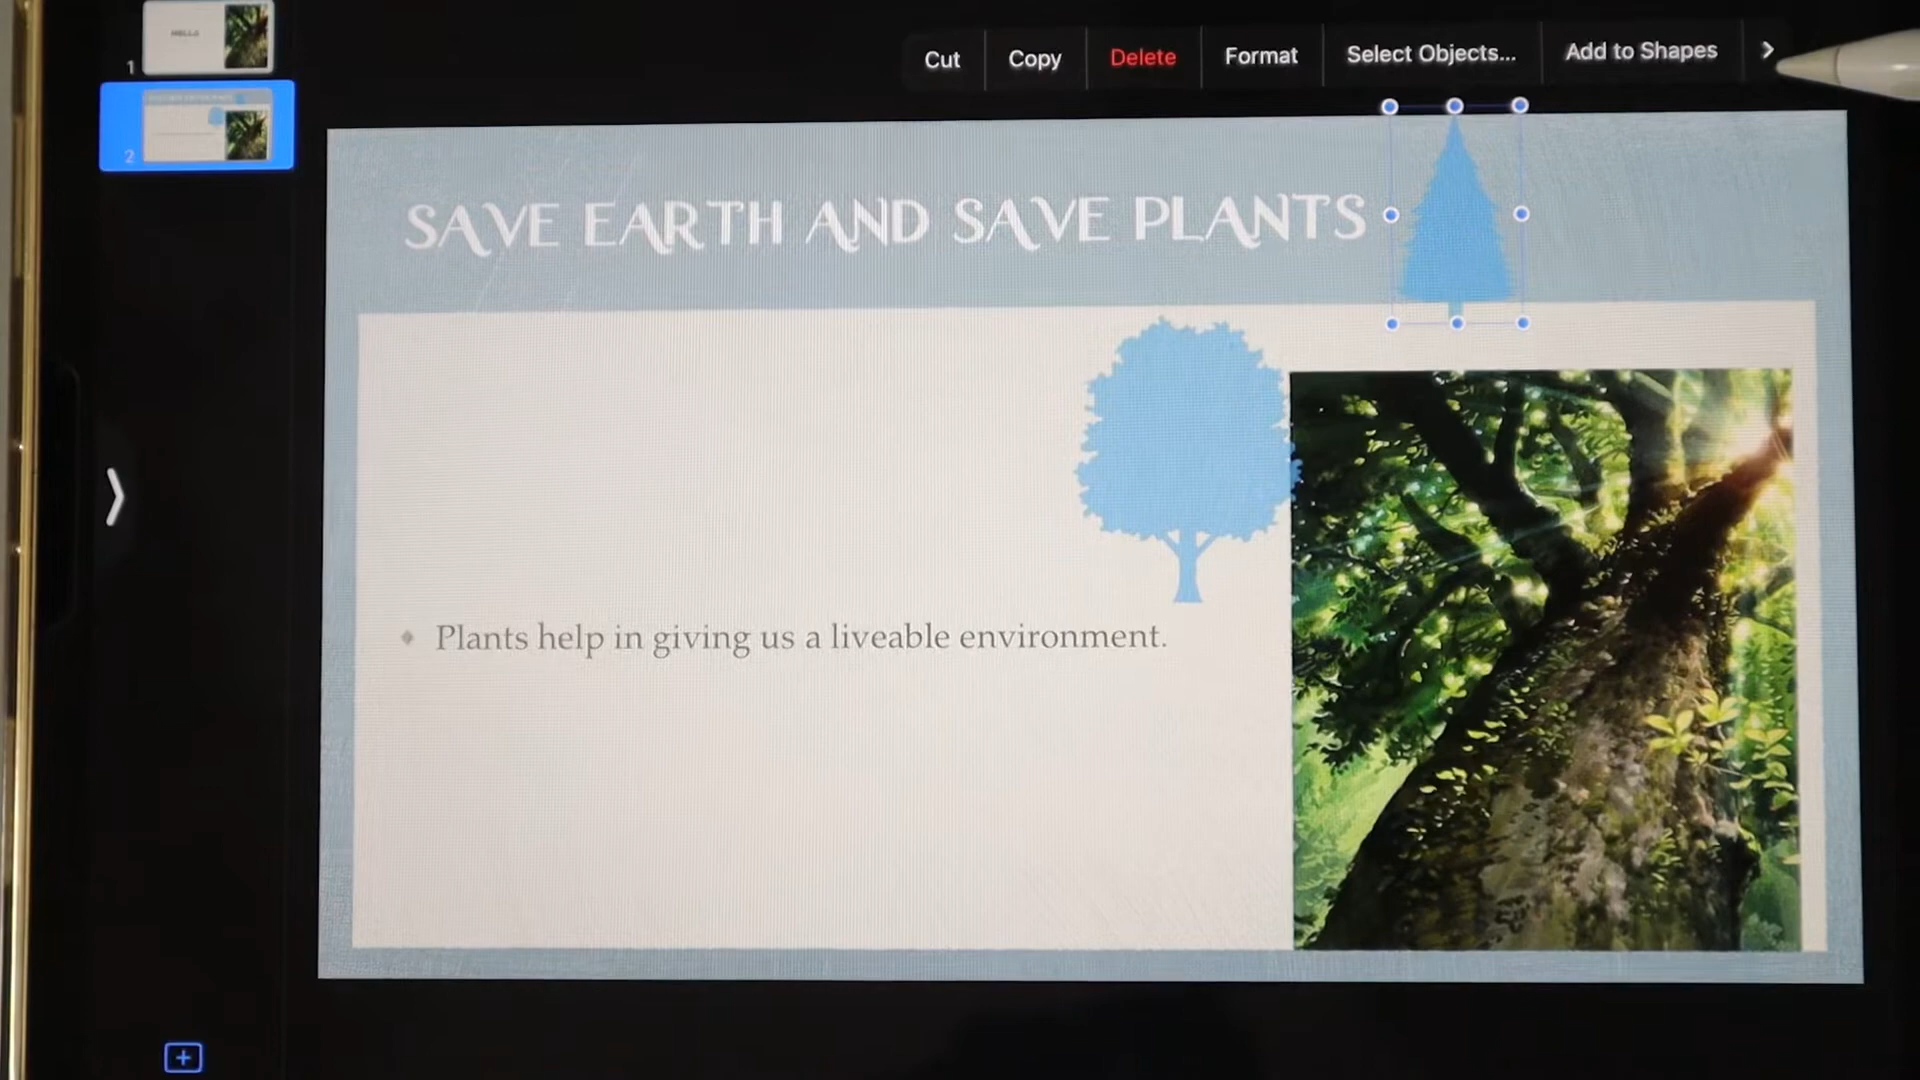 HELLO
1
2
Cut
Copy
Delete
Format
Select Objects...
Add to Shapes
SAVE EARTH AND SAVE PLANTS
Plants help in giving us a liveable environment.